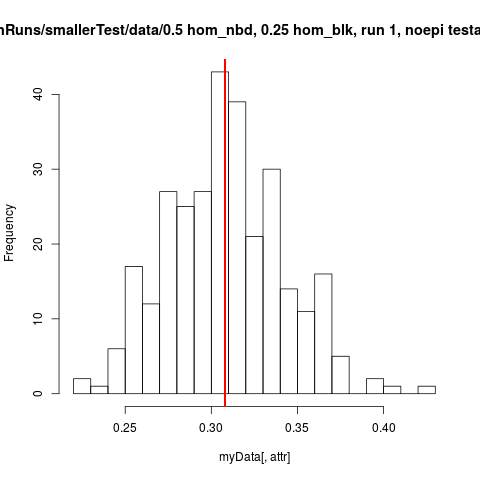 nRuns/smallerTest/data/0.5 hom_nbd, 0.25 hom_blk, run 1, noepi testa
Frequency
40
30
20
10
0
0.25 0.30 0.35 0.40
myData[, attr]